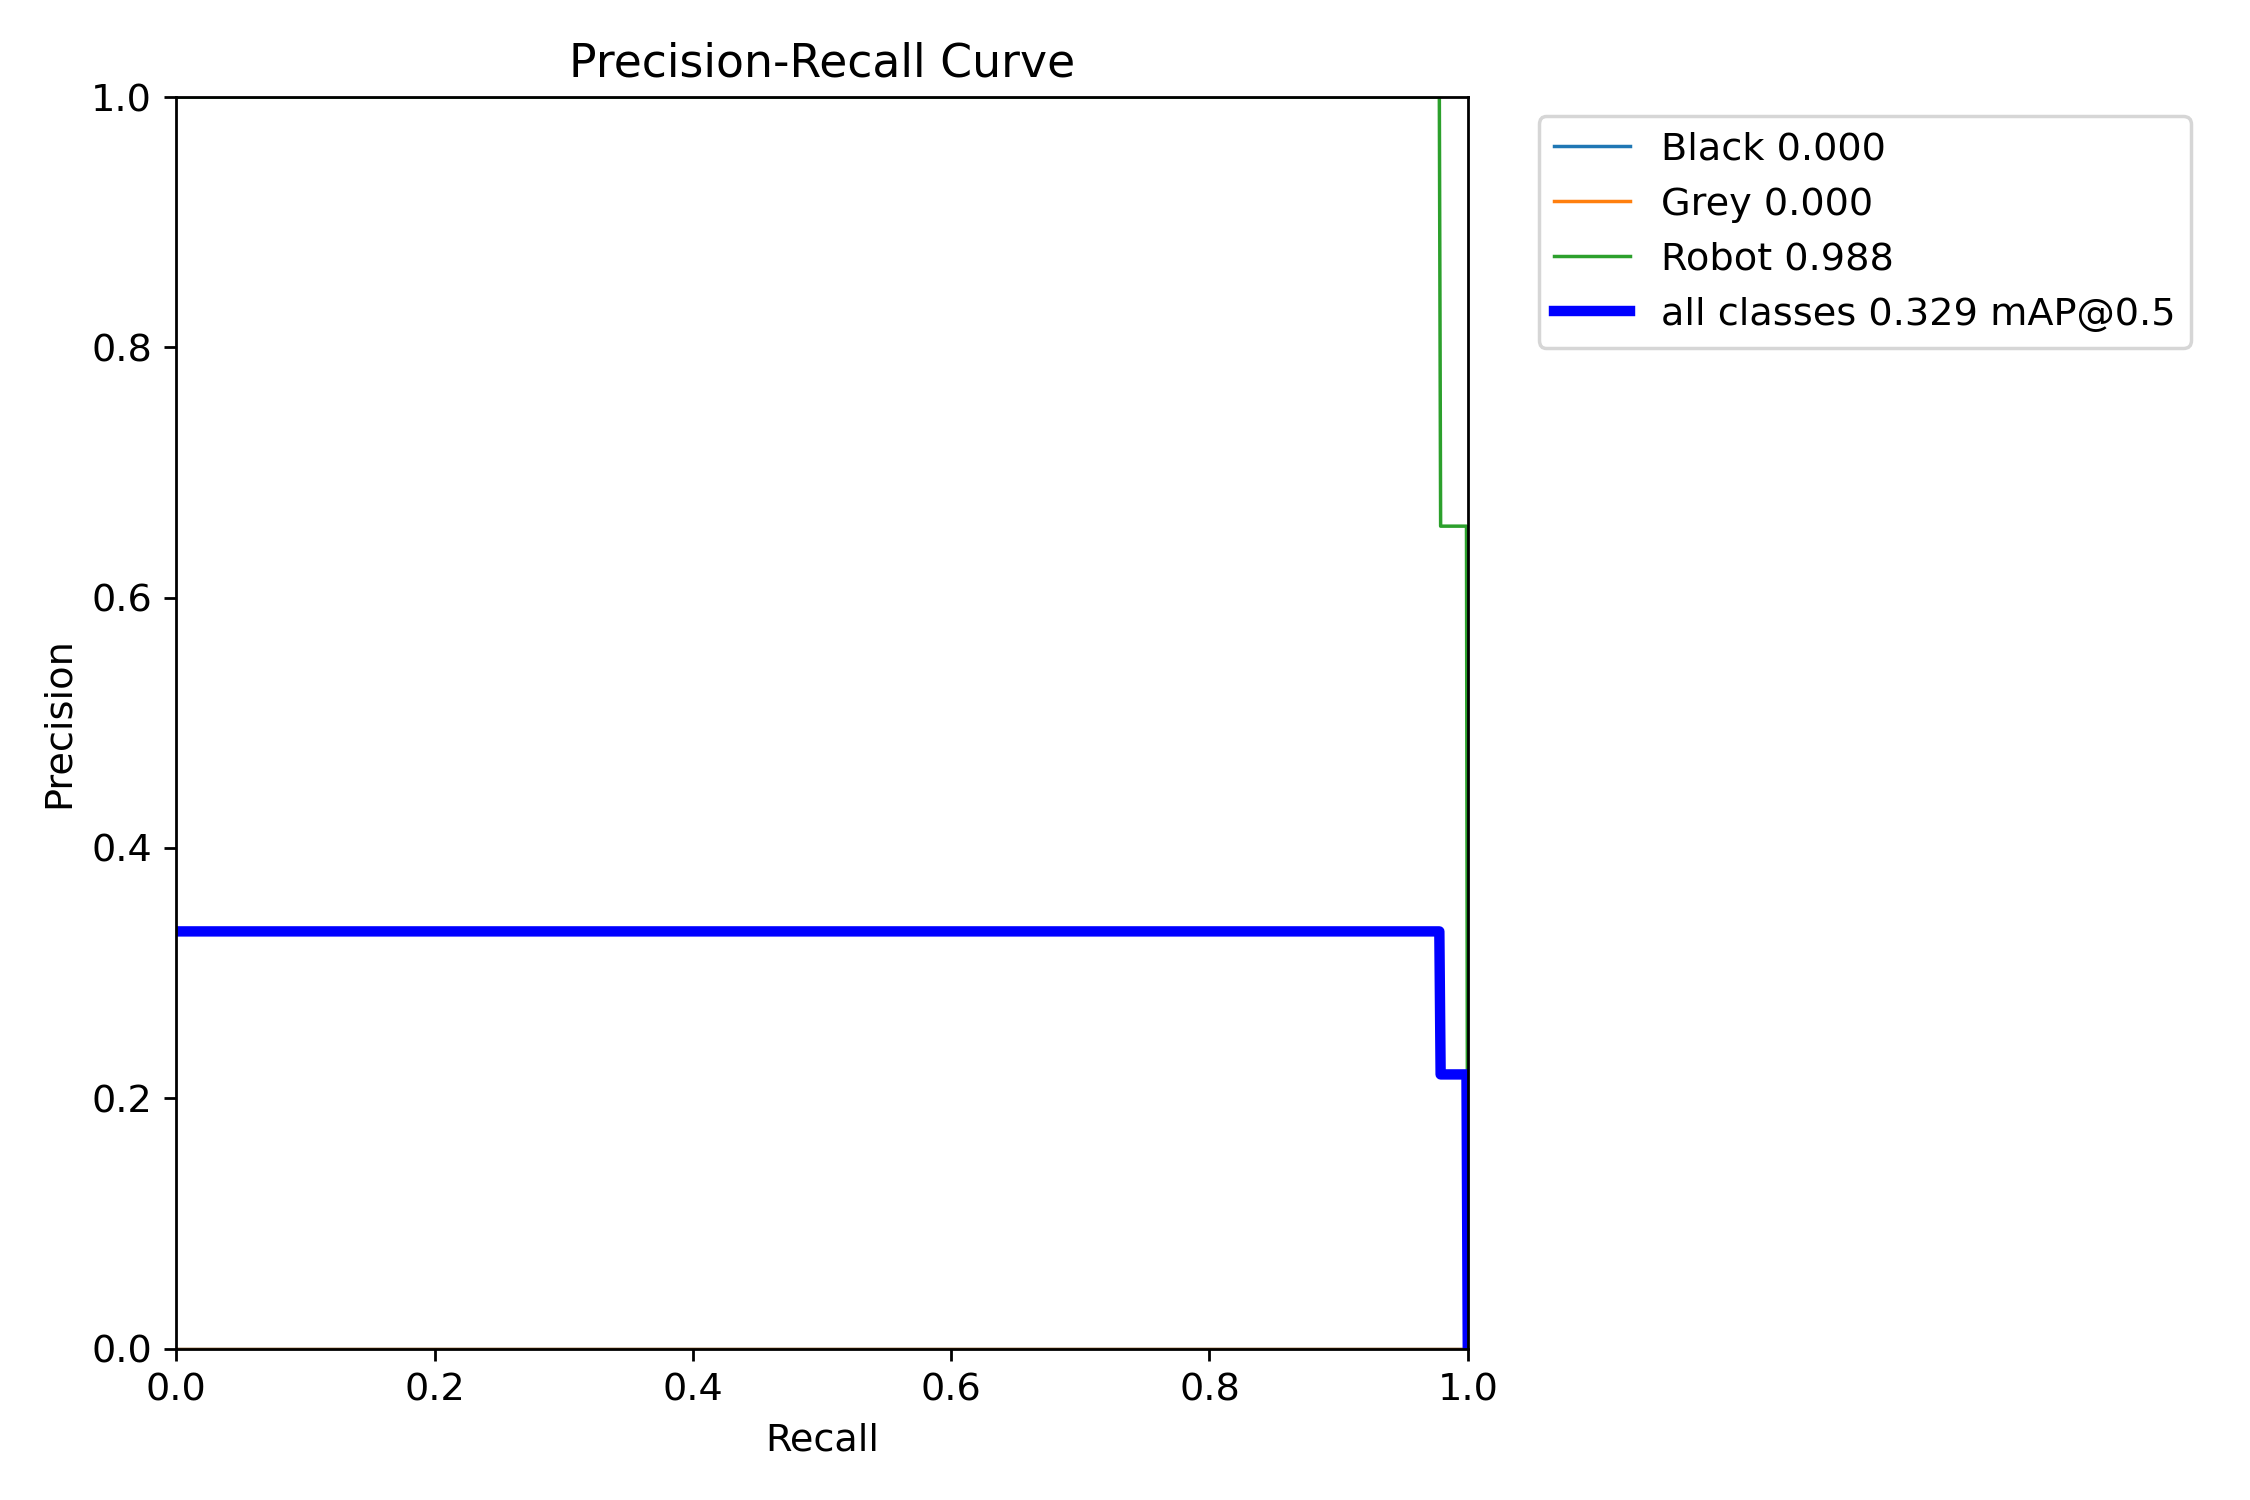 Precision-Recall Curve
1.0
0.8
0.6
0.4
0.2
0.0
Precision
0.0 0.2 0.4 0.6 0.8 1.0
Recall
Black 0.000
Grey 0.000
Robot 0.988
all classes 0.329 mAP@0.5